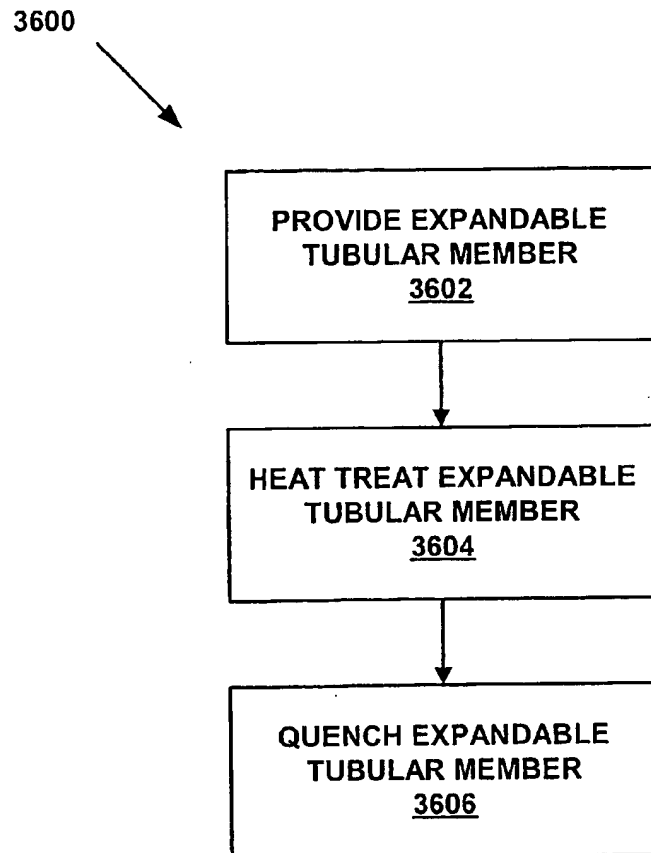 3600
PROVIDE EXPANDABLE
TUBULAR MEMBER
3602
HEAT TREAT EXPANDABLE
TUBULAR MEMBER
3604
QUENCH EXPANDABLE
TUBULAR MEMBER
3606